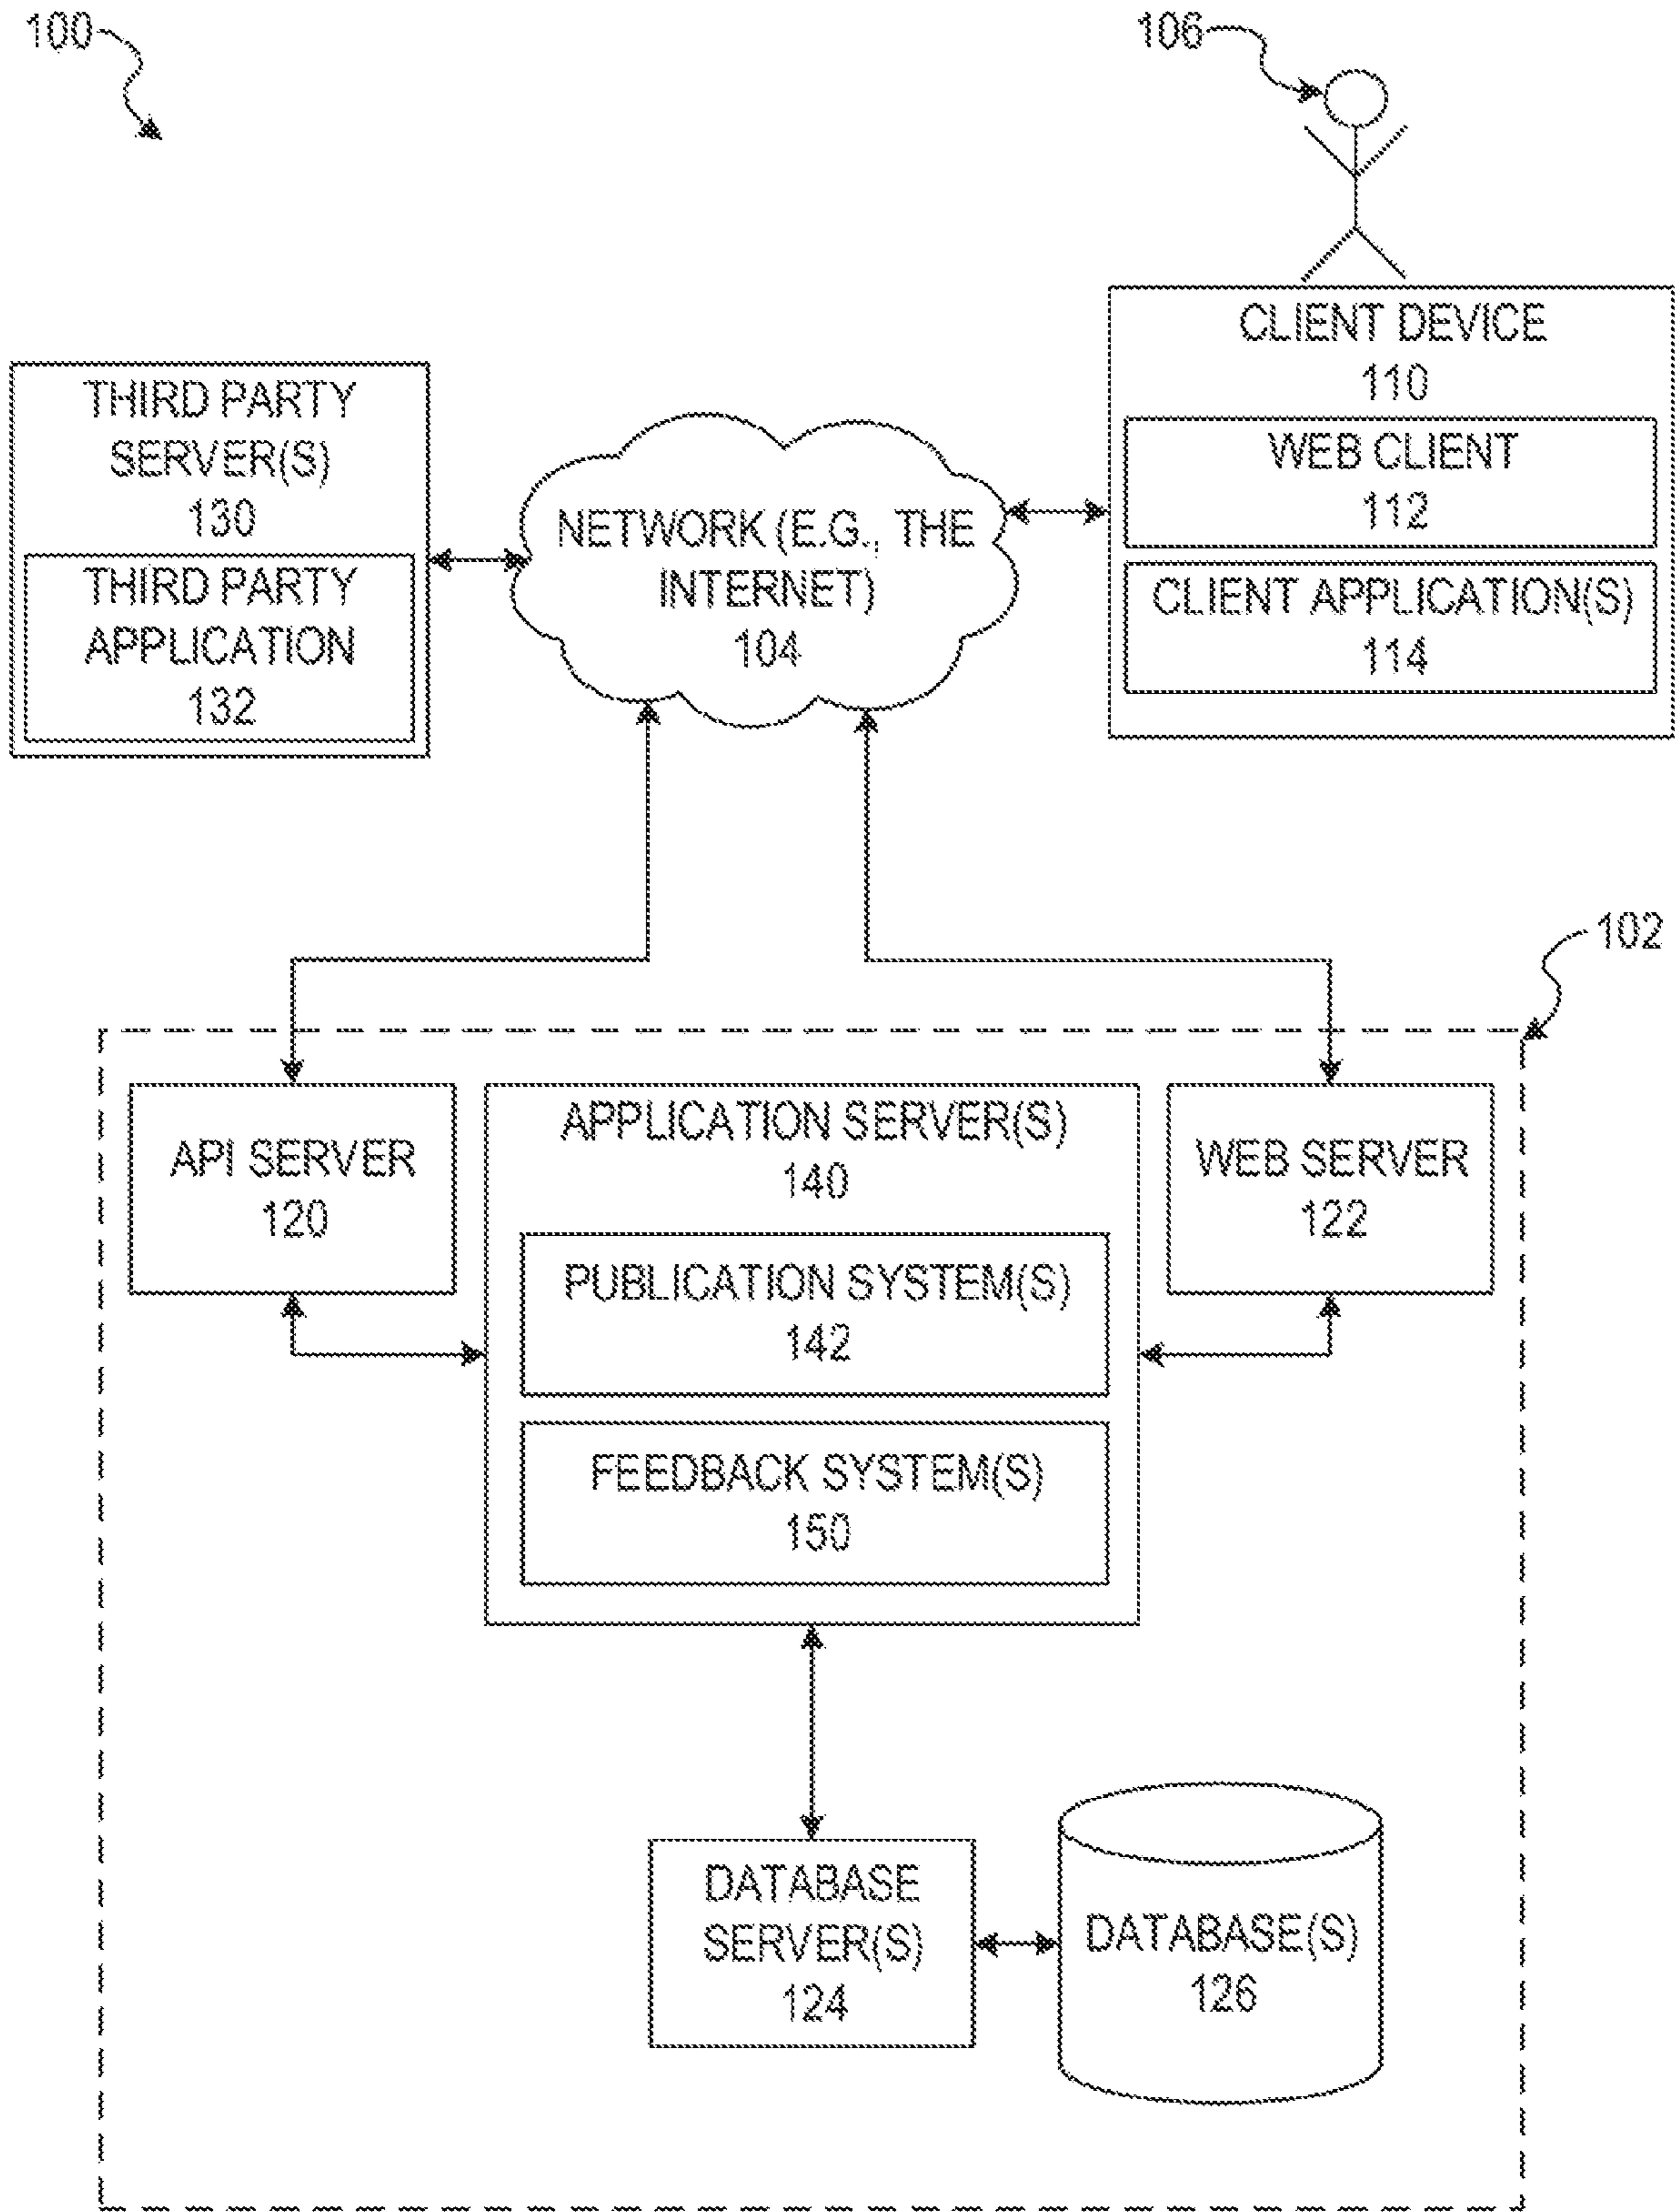 100
106
CLIENT DEVICE
110
WEB CLIENT
112
CLIENT APPLICATION(S)
114
THIRD PARTY
SERVER(S)
130
THIRD PARTY
APPLICATION
132
NETWORK (E.G., THE
INTERNET)
104
102
API SERVER
120
APPLICATION SERVER(S)
140
PUBLICATION SYSTEM(S)
142
FEEDBACK SYSTEM(S)
150
WEB SERVER
122
DATABASE
SERVER(S)
124
DATABASE(S)
126